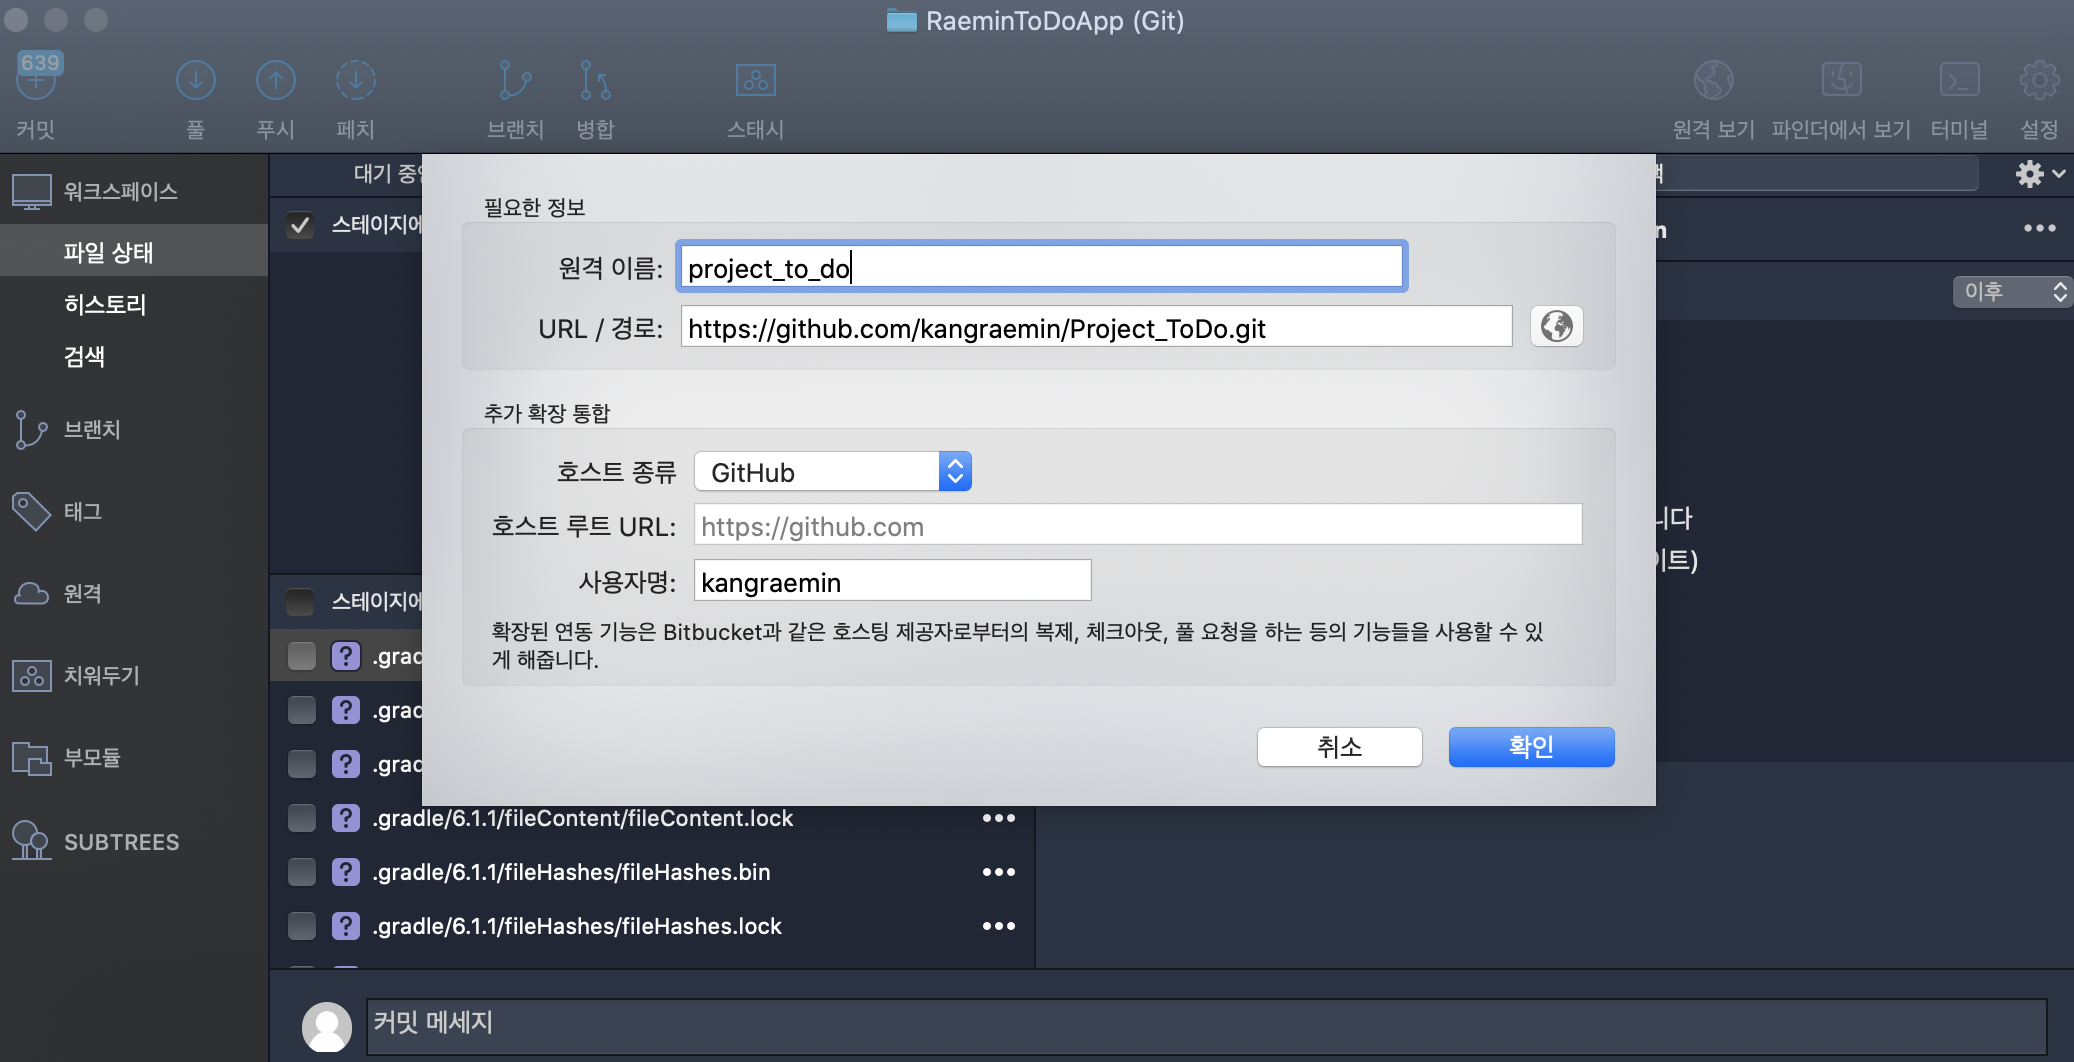 RaeminToDoApp (Git)
639
커밋
풀
푸시
페치
브랜치
병합
스태시
원격 보기
파인더에서 보기
터미널
설정
워크스페이스
파일 상태
히스토리
검색
브랜치
태그
원격
치워두기
부모듈
SUBTREES
대기
이후
니다
이트)
필요한 정보
원격 이름: project_to_do
URL / 경로: https://github.com/kangraemin/Project_ToDo.git
추가 확장 통합
호스트 종류 GitHub
호스트 루트 URL: https://github.com
사용자명: kangraemin
확장된 연동 기능은 Bitbucket과 같은 호스팅 제공자로부터의 복제, 체크아웃, 풀 요청을 하는 등의 기능들을 사용할 수 있
게 해줍니다.
취소
확인
스테이지에
스테이지에
? .grad
? .grad
? .grad
? .gradle/6.1.1/fileContent/fileContent.lock
? .gradle/6.1.1/fileHashes/fileHashes.bin
? .gradle/6.1.1/fileHashes/fileHashes.lock
커밋 메세지